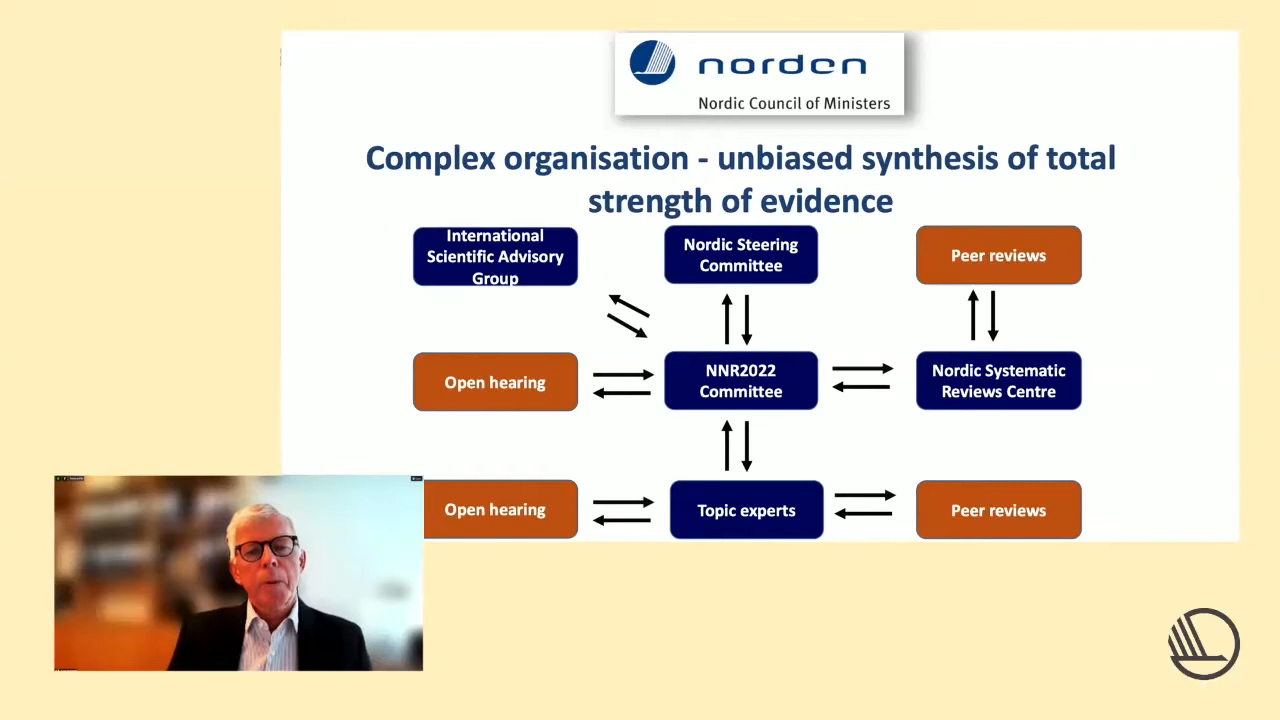 norden
Nordic Council of Ministers
Complex organisation - unbiased synthesis of total
strength of evidence
International
Scientific Advisory
Group
Nordic Steering
Committee
Peer reviews
Open hearing
NNR2022
Committee
Nordic Systematic
Reviews Centre
Open hearing
Topic experts
Peer reviews